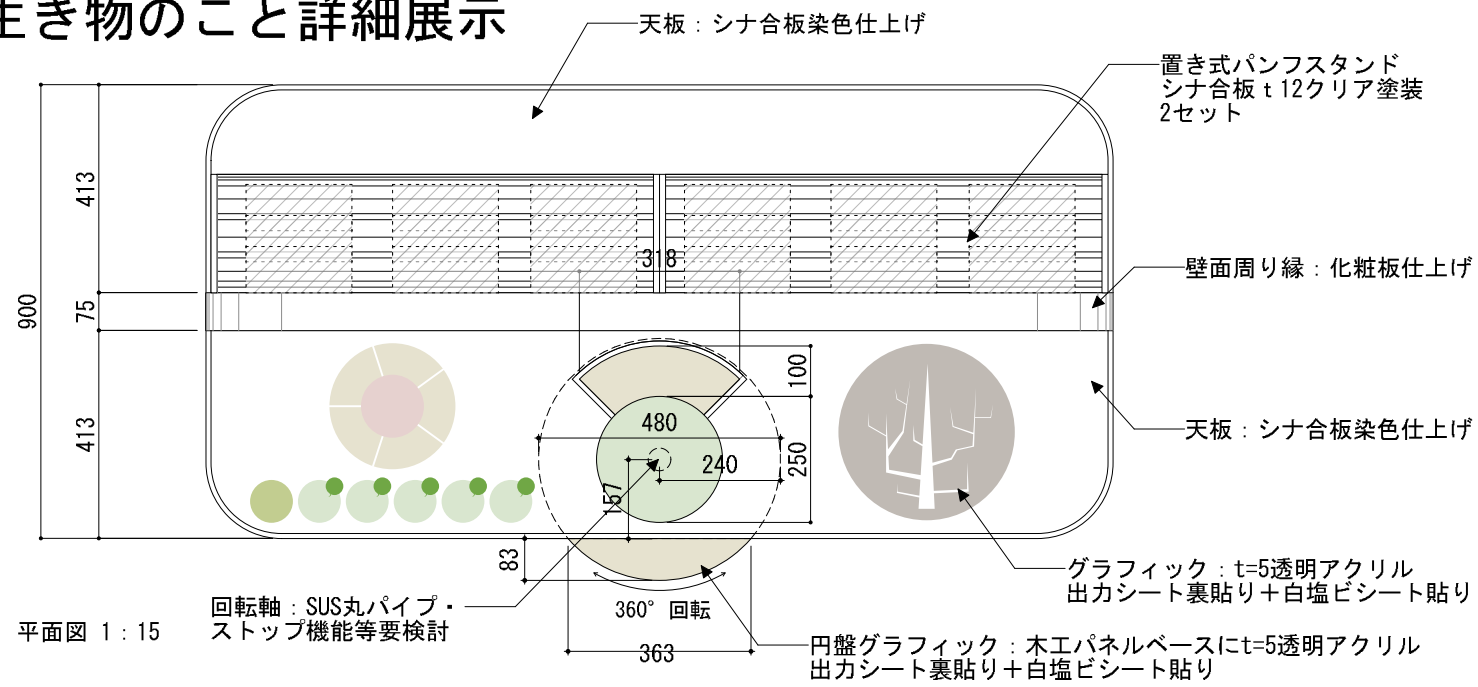 生き物のこと詳細展示
天板：シナ合板染色仕上げ
置き式パンフスタンド
シナ合板ｔ12クリア塗装
2セット
413
318
壁面周り縁：化粧板仕上げ
900
75
100
413
480
250
天板：シナ合板染色仕上げ
240
157
83
グラフィック：t=5透明アクリル
出力シート裏貼り＋白塩ビシート貼り
360° 回転
回転軸：SUS丸パイプ・
ストップ機能等要検討
平面図 1：15
363
円盤グラフィック：木工パネルベースにt=5透明アクリル
出力シート裏貼り＋白塩ビシート貼り